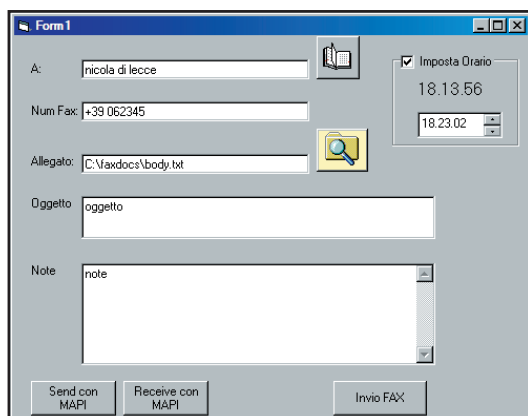 Form1
A:
nicola di lecce
Imposta Orario
18.13.56
Num Fax:
+39 062345
18.23.02
Allegato:
C:\faxdocs\body.txt
Oggetto
oggetto
Note
note
Send con
MAPI
Receive con
MAPI
Invio FAX